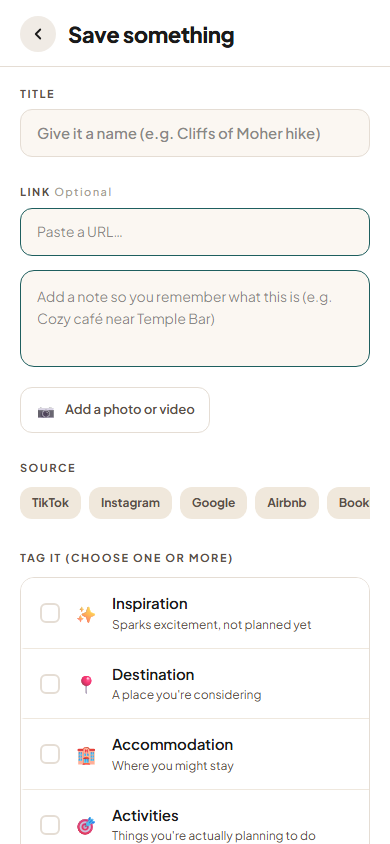 Save something
TITLE
Give it a name (e.g. Cliffs of Moher hike)
LINK Optional
Paste a URL...
Add a note so you remember what this is (e.g.
Cozy café near Temple Bar)
Add a photo or video
SOURCE
TikTok Instagram Google Airbnb Book
TAG IT (CHOOSE ONE OR MORE)
Inspiration
Sparks excitement, not planned yet
Destination
A place you're considering
Accommodation
Where you might stay
Activities
Things you're actually planning to do